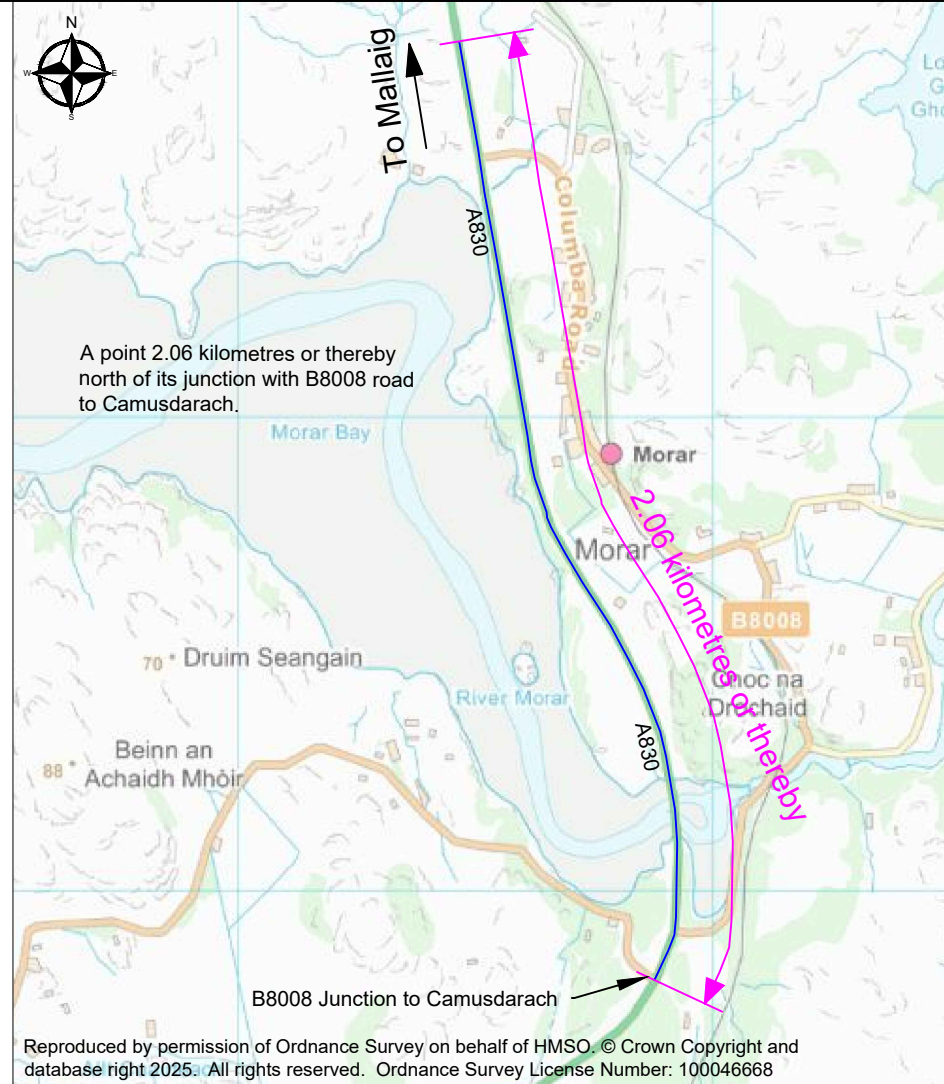 N
W
E
S
To Mallaig
Lo
G
Gho
A830
Columba Road
A point 2.06 kilometres or thereby
north of its junction with B8008 road
to Camusdarach.
Morar Bay
Morar
2.06 kilometres or thereby
Morar
B8008
70 Druim Seangain
River Morar
Cnoc na
Drochaid
A830
Beinn an
88 Achaidh Mhòir
B8008 Junction to Camusdarach
Reproduced by permission of Ordnance Survey on behalf of HMSO. © Crown Copyright and
database right 2025. All rights reserved. Ordnance Survey License Number: 100046668